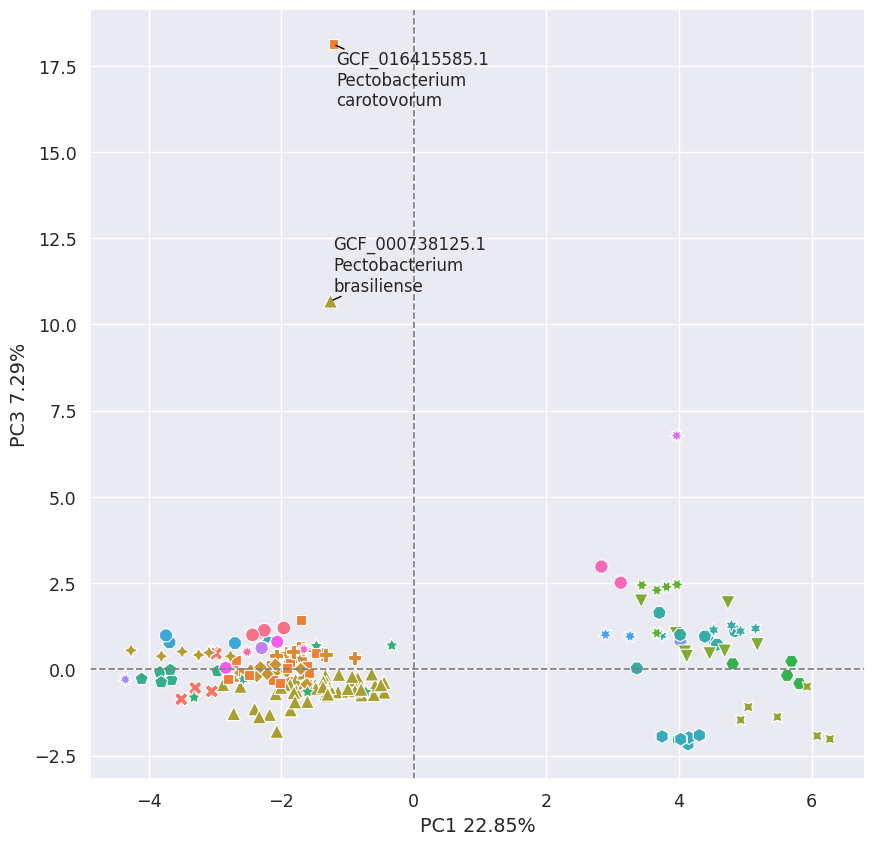 GCF_016415585.1
Pectobacterium
carotovorum
GCF_000738125.1
Pectobacterium
brasiliense
17.5
15.0
12.5
10.0
7.5
5.0
2.5
0.0
−2.5
PC3 7.29%
−4
−2
0
2
4
6
PC1 22.85%